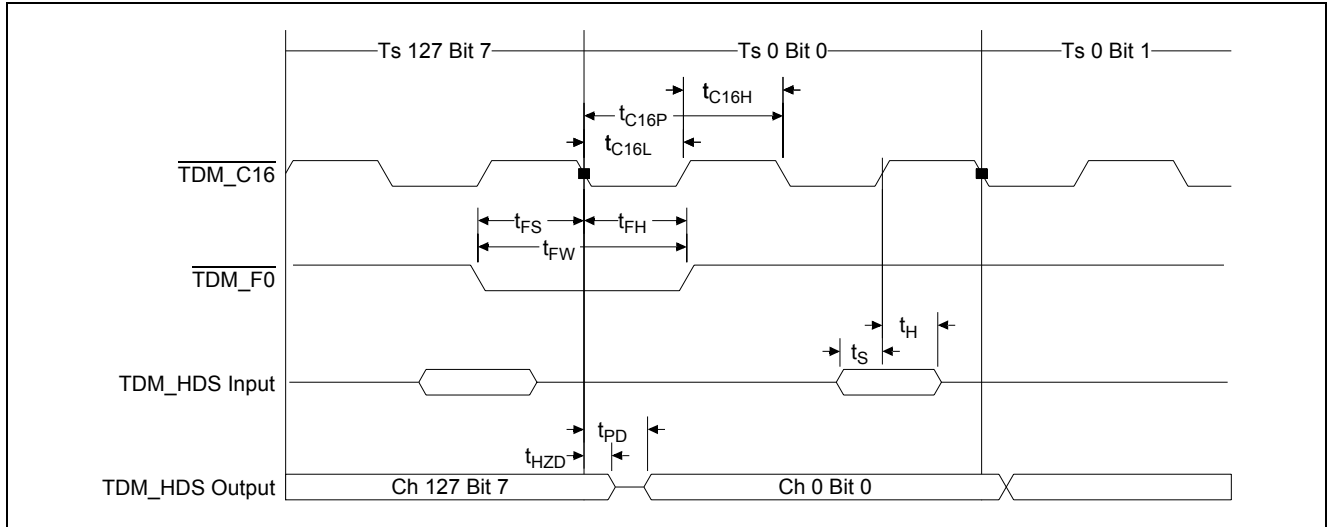 Ts 127 Bit 7
Ts 0 Bit 0
Ts 0 Bit 1
tC16H
tC16P
tC16L
TDM_C16
tFS
tFH
tFW
TDM_F0
tH
tS
TDM_HDS Input
tPD
tHZD
TDM_HDS Output
Ch 127 Bit 7
Ch 0 Bit 0